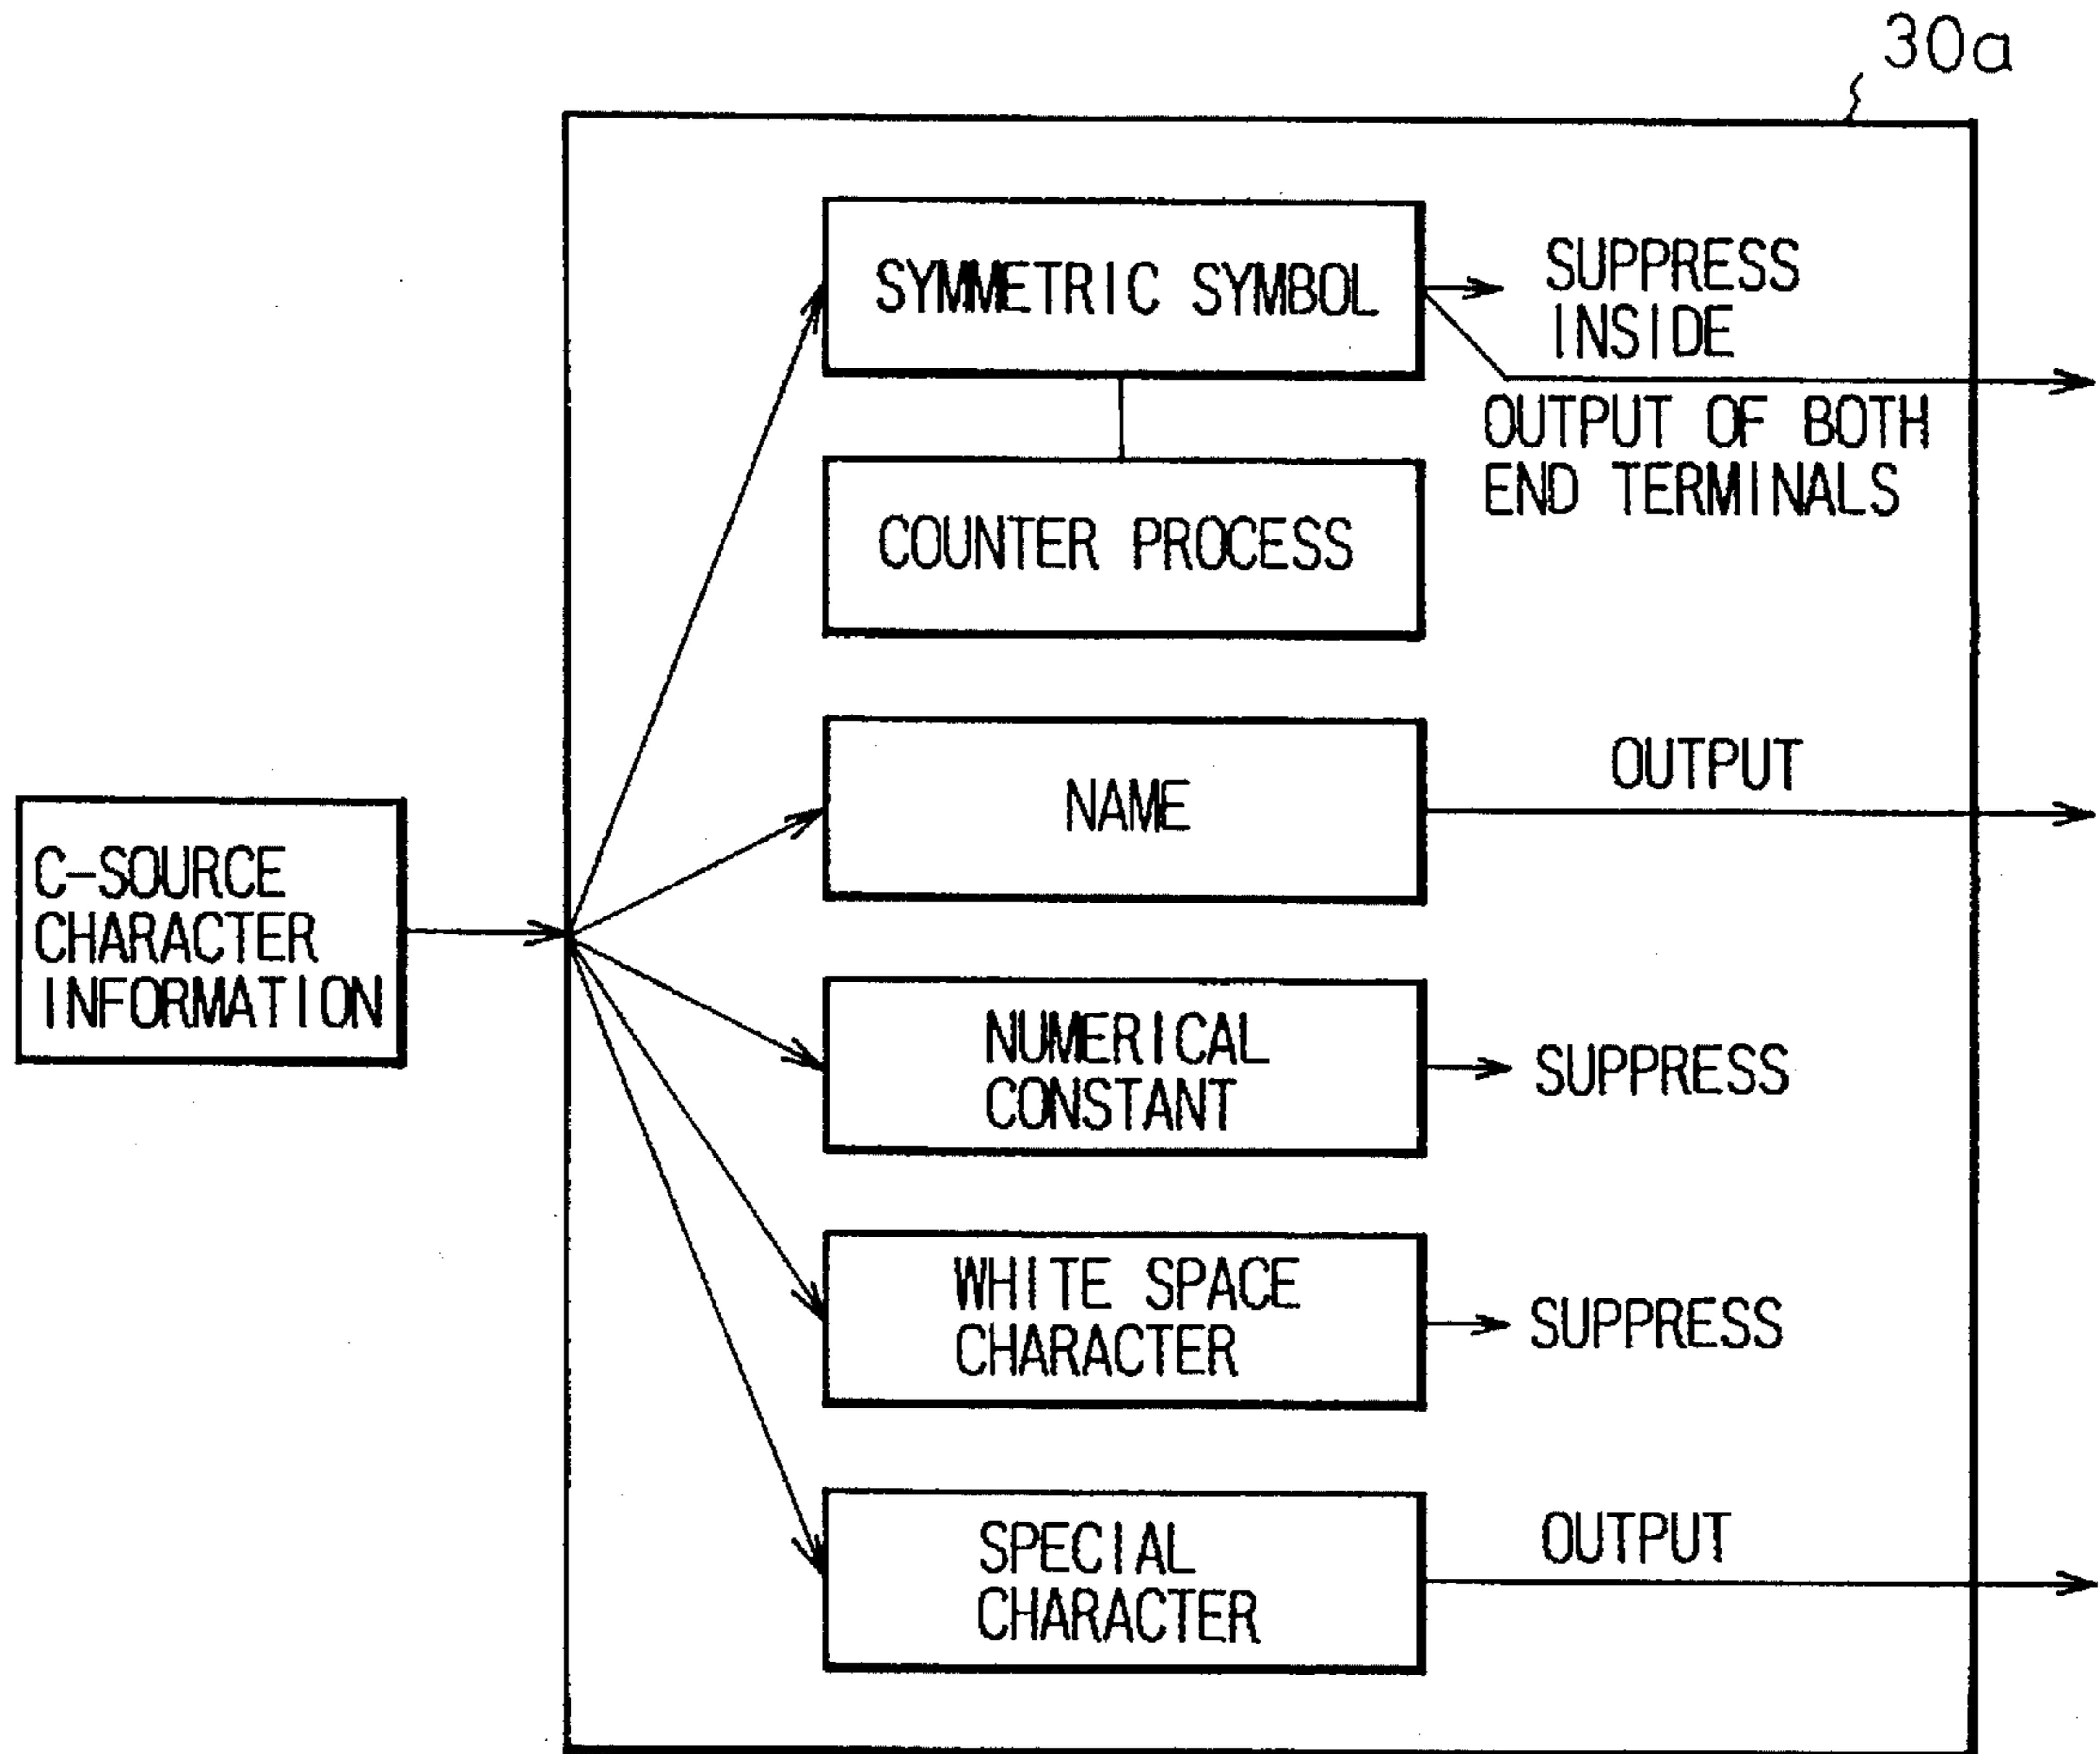 30a
SYMMETRIC SYMBOL
SUPPRESS
INSIDE
OUTPUT OF BOTH
END TERMINALS
COUNTER PROCESS
NAME
OUTPUT
C-SOURCE
CHARACTER
INFORMATION
NUMERICAL
CONSTANT
SUPPRESS
WHITE SPACE
CHARACTER
SUPPRESS
SPECIAL
CHARACTER
OUTPUT